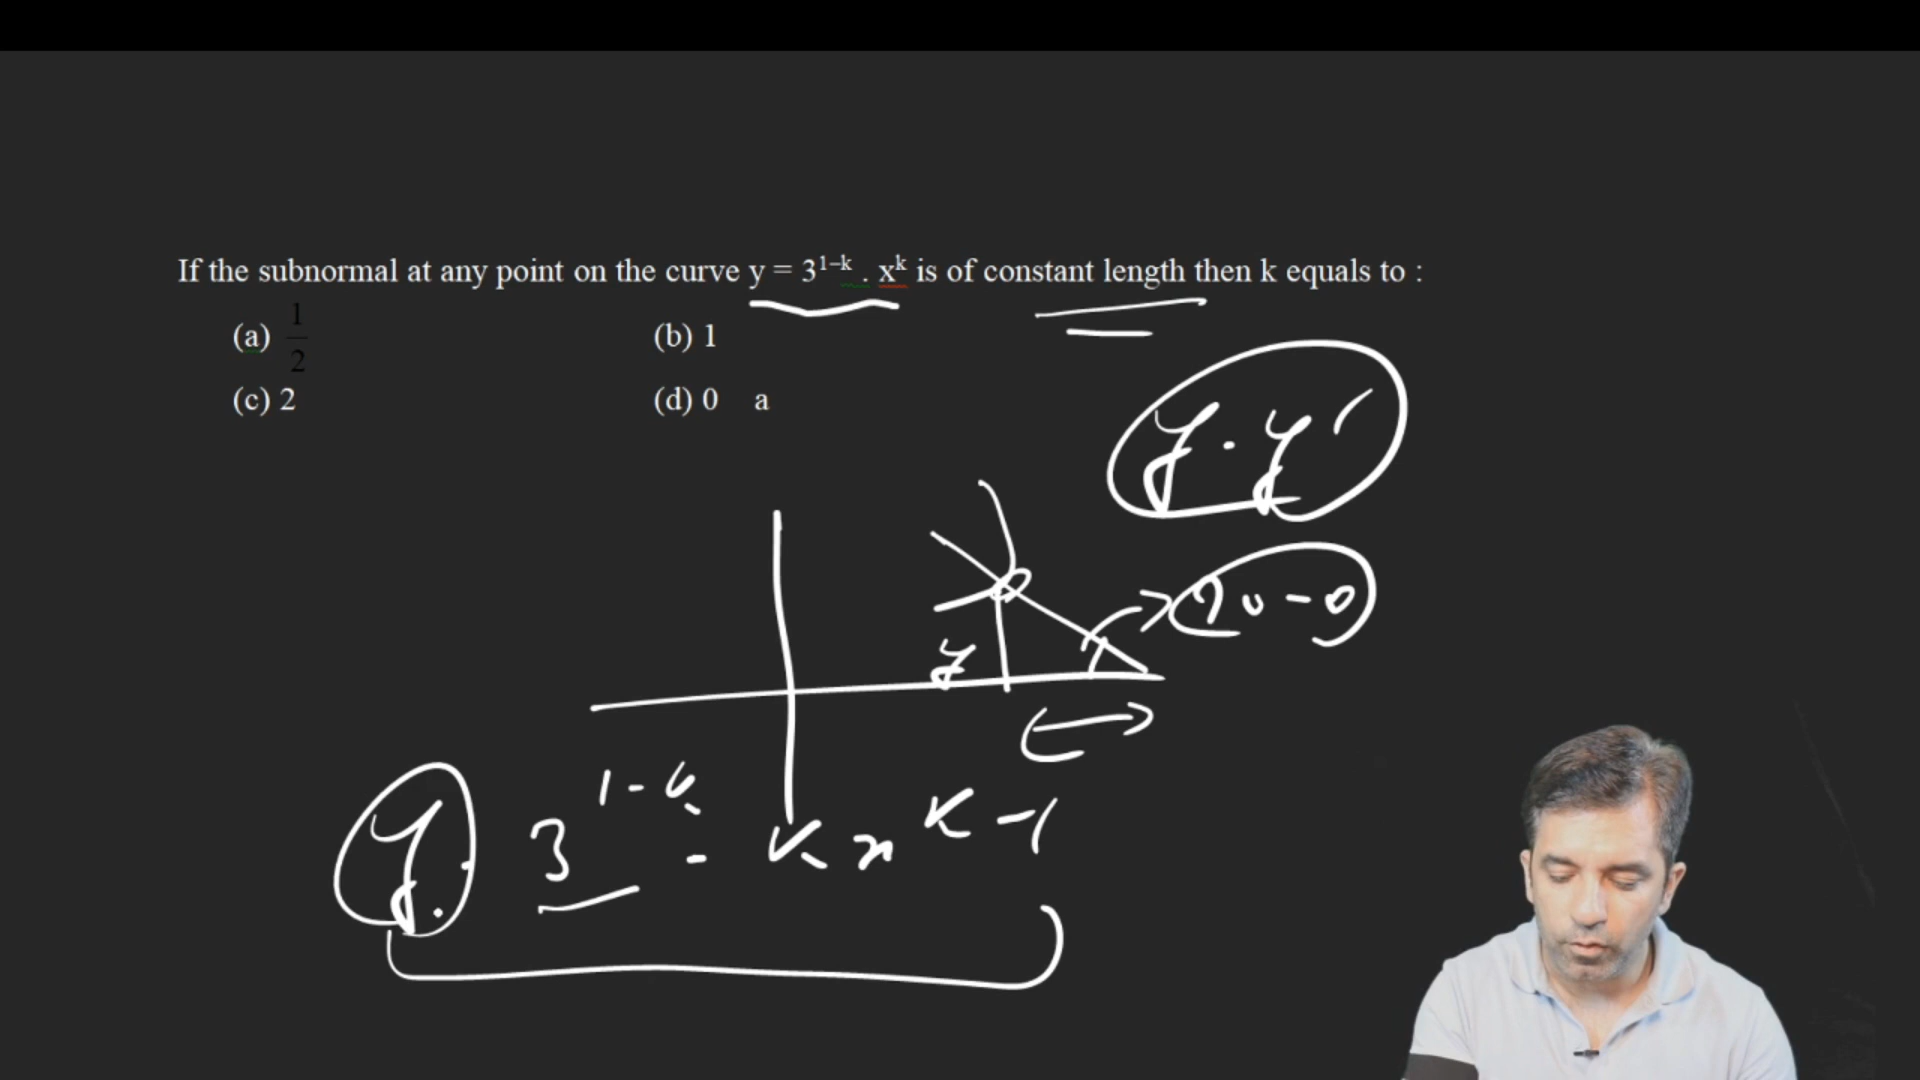 If the subnormal at any point on the curve y = 3^{1–k} . x^k is of constant length then k equals to :
(a) 1/2 (b) 1
(c) 2 (d) 0 a
y · y′
90 - θ
y
y. 3^{1-k} · k x^{k-1}